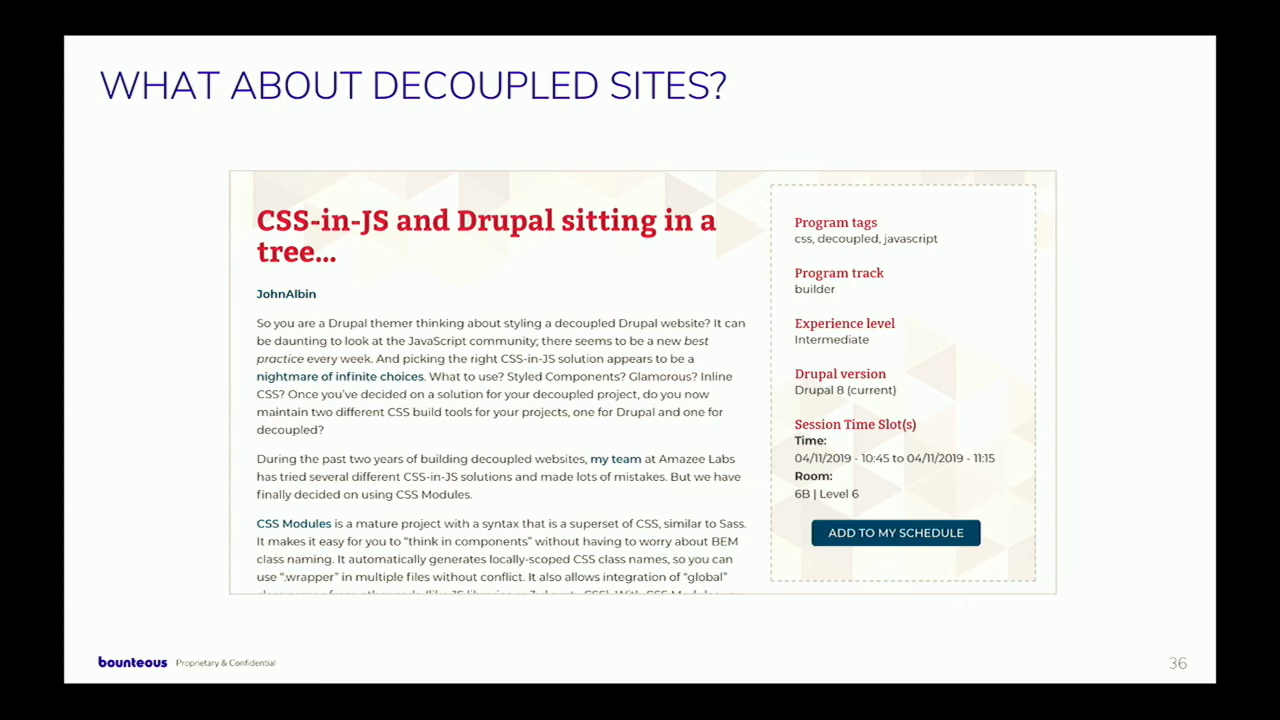 WHAT ABOUT DECOUPLED SITES?
CSS-in-JS and Drupal sitting in a
tree...
JohnAlbin
So you are a Drupal themer thinking about styling a decoupled Drupal website? It can
be daunting to look at the JavaScript community; there seems to be a new best
practice every week. And picking the right CSS-in-JS solution appears to be a
nightmare of infinite choices. What to use? Styled Components? Glamorous? Inline
CSS? Once you've decided on a solution for your decoupled project, do you now
maintain two different CSS build tools for your projects, one for Drupal and one for
decoupled?
During the past two years of building decoupled websites, my team at Amazee Labs
has tried several different CSS-in-JS solutions and made lots of mistakes. But we have
finally decided on using CSS Modules.
CSS Modules is a mature project with a syntax that is a superset of CSS, similar to Sass.
It makes it easy for you to “think in components” without having to worry about BEM
class naming. It automatically generates locally-scoped CSS class names, so you can
use “.wrapper” in multiple files without conflict. It also allows integration of “global”
Program tags
css, decoupled, javascript
Program track
builder
Experience level
Intermediate
Drupal version
Drupal 8 (current)
Session Time Slot(s)
Time:
04/11/2019 - 10:45 to 04/11/2019 - 11:15
Room:
6B | Level 6
ADD TO MY SCHEDULE
bounteous Proprietary & Confidential
36